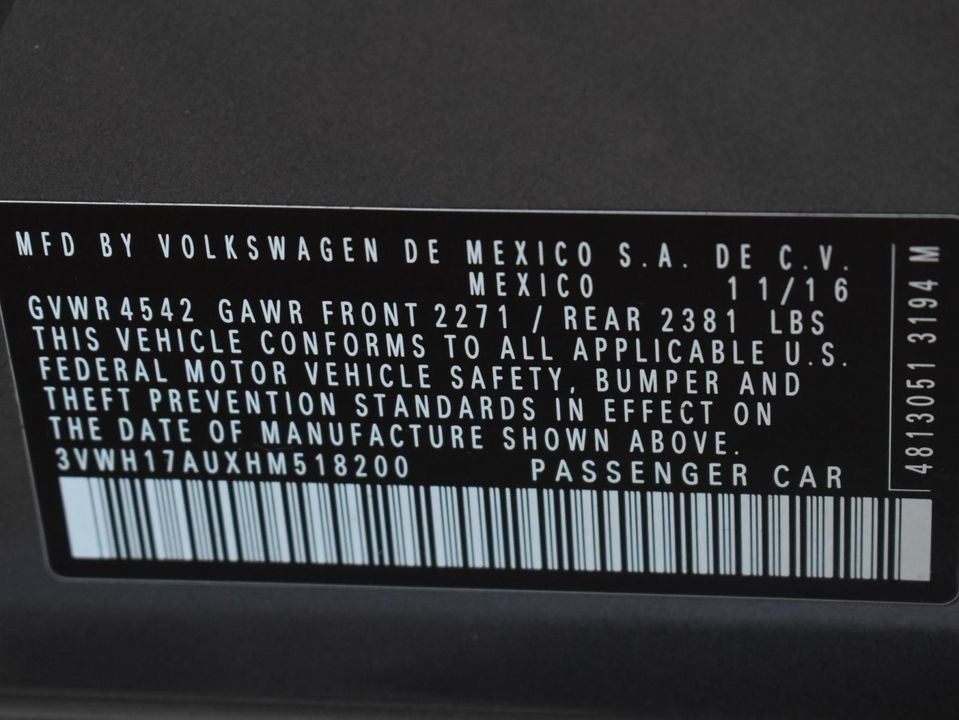 MFD BY VOLKSWAGEN DE MEXICO S.A. DE C.V.
MEXICO 11/16
GVWR 4542 GAWR FRONT 2271 / REAR 2381 LBS
THIS VEHICLE CONFORMS TO ALL APPLICABLE U.S.
FEDERAL MOTOR VEHICLE SAFETY, BUMPER AND
THEFT PREVENTION STANDARDS IN EFFECT ON
THE DATE OF MANUFACTURE SHOWN ABOVE.
3VWH17AUXHM518200 PASSENGER CAR
4813051 3194 M